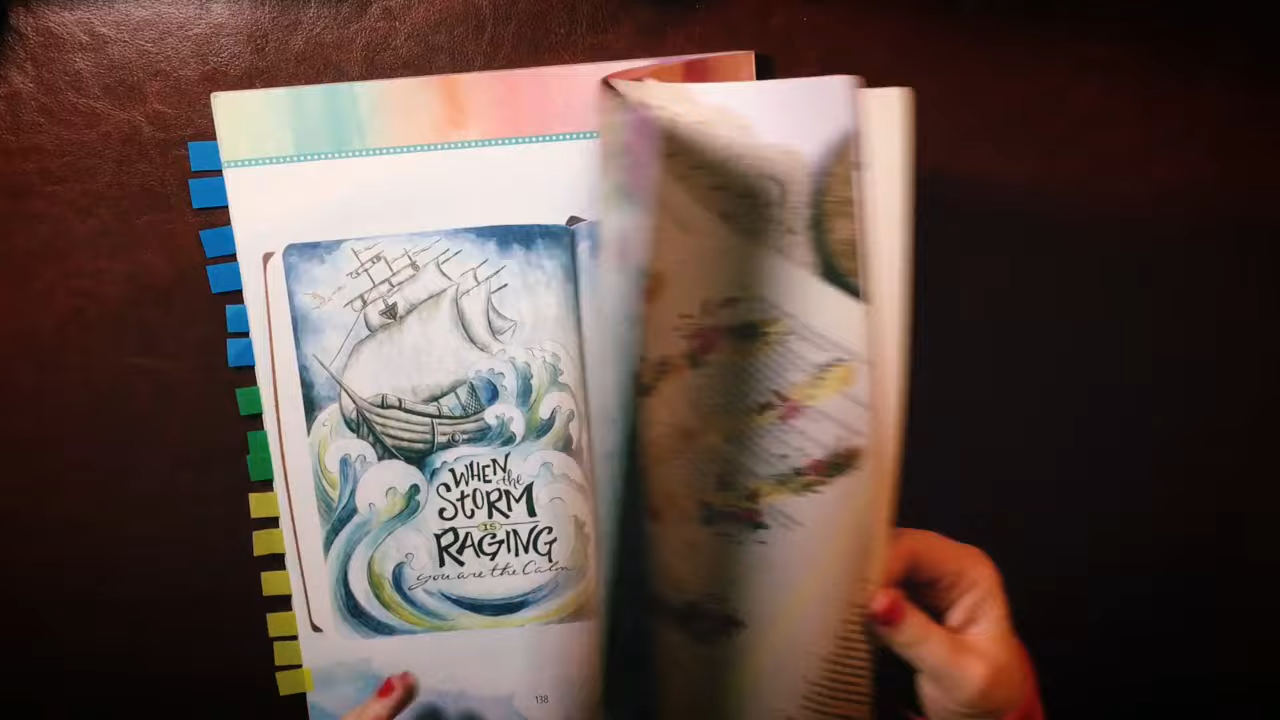 WHEN the
STORM
IS
RAGING
you are the Calm
138